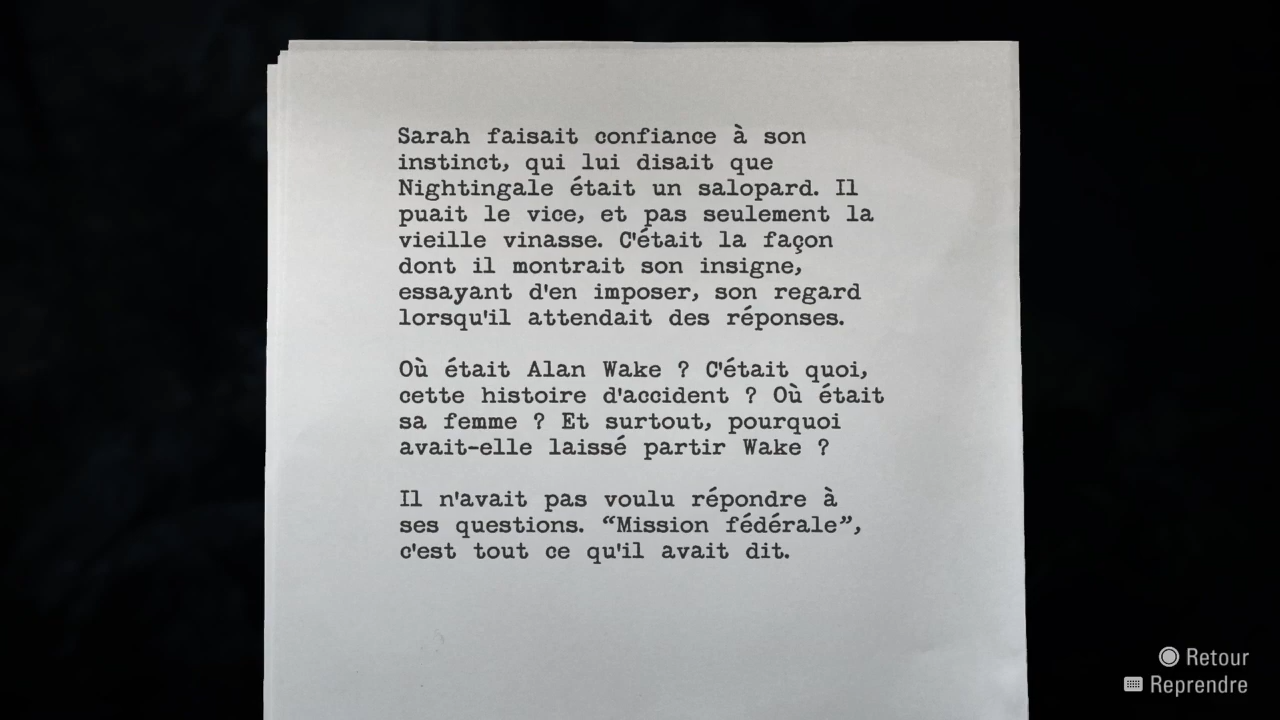 Sarah faisait confiance à son
instinct, qui lui disait que
Nightingale était un salopard. Il
puait le vice, et pas seulement la
vieille vinasse. C'était la façon
dont il montrait son insigne,
essayant d'en imposer, son regard
lorsqu'il attendait des réponses.
Où était Alan Wake ? C'était quoi,
cette histoire d'accident ? Où était
sa femme ? Et surtout, pourquoi
avait-elle laissé partir Wake ?
Il n'avait pas voulu répondre à
ses questions. “Mission fédérale”,
c'est tout ce qu'il avait dit.
Retour
Reprendre